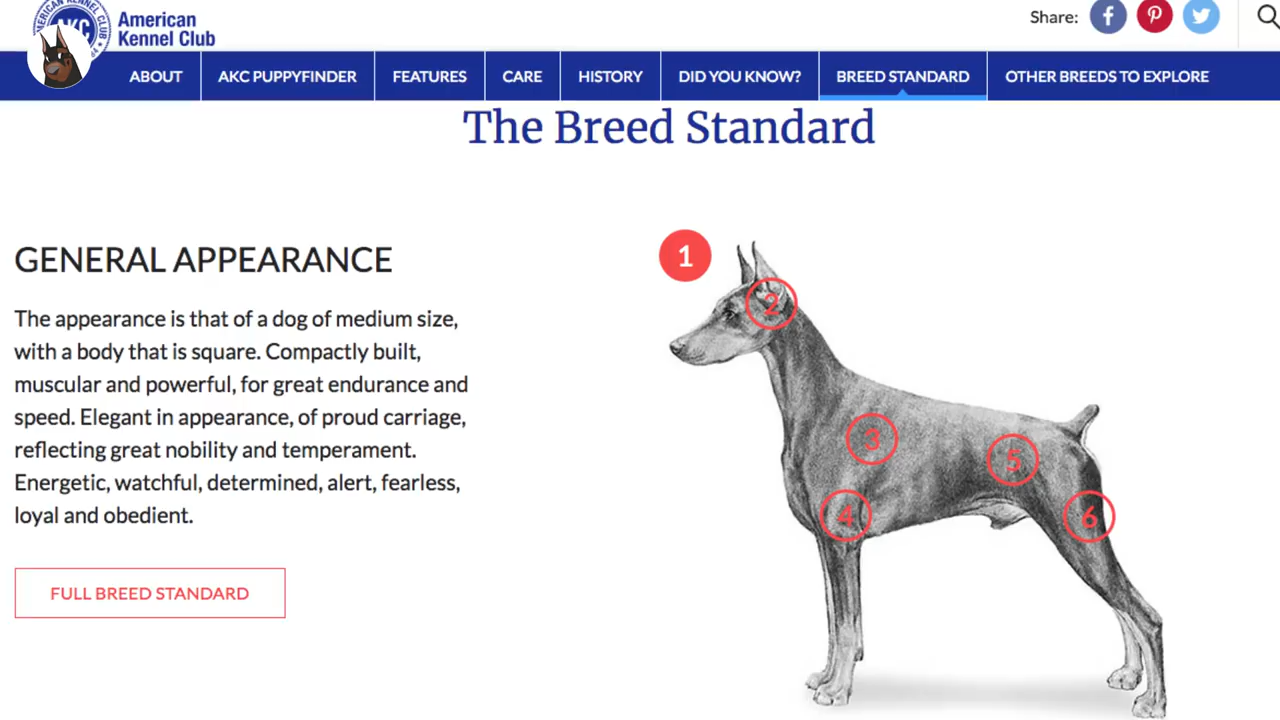 AMERICAN KENNEL CLUB
AKC
American
Kennel Club
Share:
ABOUT
AKC PUPPYFINDER
FEATURES
CARE
HISTORY
DID YOU KNOW?
BREED STANDARD
OTHER BREEDS TO EXPLORE
The Breed Standard
GENERAL APPEARANCE
The appearance is that of a dog of medium size,
with a body that is square. Compactly built,
muscular and powerful, for great endurance and
speed. Elegant in appearance, of proud carriage,
reflecting great nobility and temperament.
Energetic, watchful, determined, alert, fearless,
loyal and obedient.
FULL BREED STANDARD
1
2
3
4
5
6